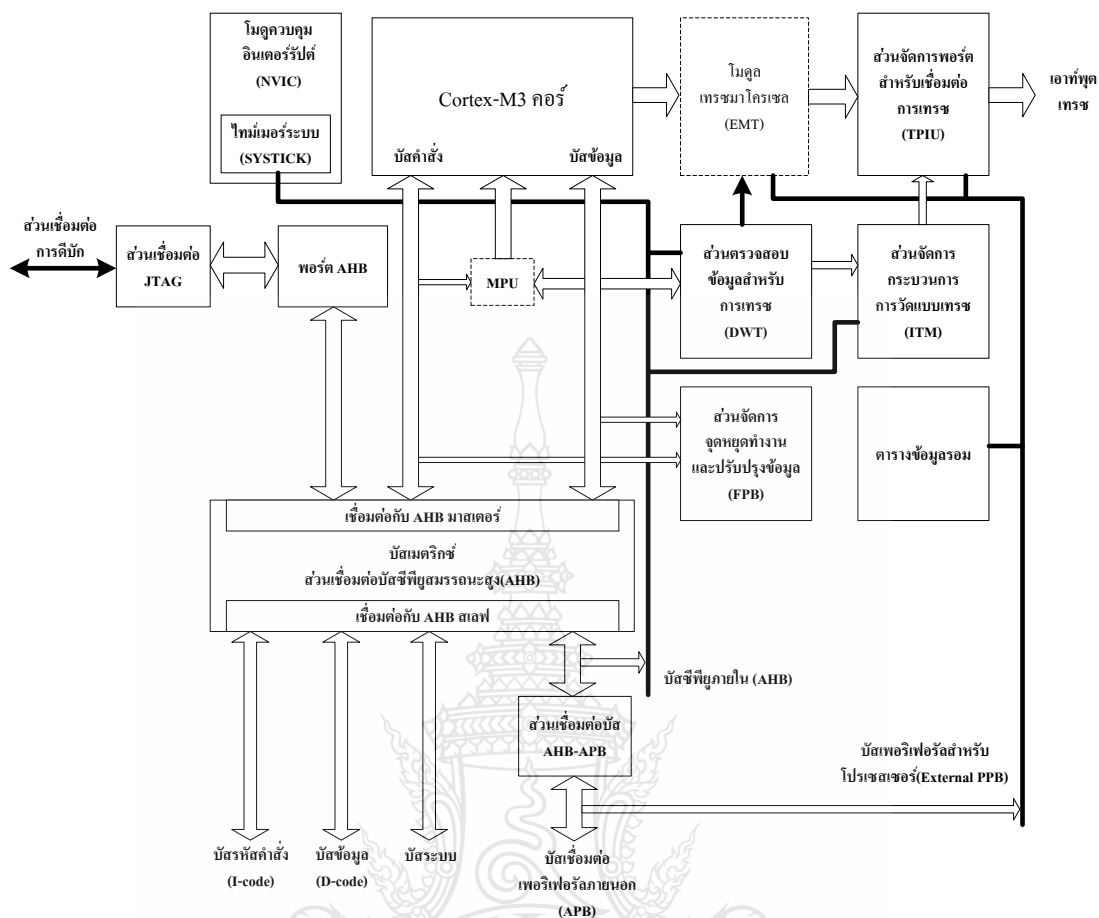 โมดูควบคุม
อินเตอร์รัปต์
(NVIC)
ไทม์เมอร์ระบบ
(SYSTICK)
Cortex-M3 คอร์
บัสคำสั่ง
บัสข้อมูล
โมดูล
เทรซมาโครเซล
(EMT)
ส่วนจัดการพอร์ต
สำหรับเชื่อมต่อ
การเทรซ
(TPIU)
เอาท์พุต
เทรซ
ส่วนเชื่อมต่อ
การดีบัก
ส่วนเชื่อมต่อ
JTAG
พอร์ต AHB
MPU
ส่วนตรวจสอบ
ข้อมูลสำหรับ
การเทรซ
(DWT)
ส่วนจัดการ
กระบวนการ
การวัดแบบเทรซ
(ITM)
ส่วนจัดการ
จุดหยุดทำงาน
และปรับปรุงข้อมูล
(FPB)
ตารางข้อมูลรอม
เชื่อมต่อกับ AHB มาสเตอร์
บัสเมตริกซ์
ส่วนเชื่อมต่อบัสซีพียูสมรรถนะสูง(AHB)
เชื่อมต่อกับ AHB สเลฟ
บัสซีพียูภายใน (AHB)
ส่วนเชื่อมต่อบัส
AHB-APB
บัสเพอริเฟอรัลสำหรับ
โปรเซสเซอร์(External PPB)
บัสรหัสคำสั่ง
(I-code)
บัสข้อมูล
(D-code)
บัสระบบ
บัสเชื่อมต่อ
เพอริเฟอรัลภายนอก
(APB)